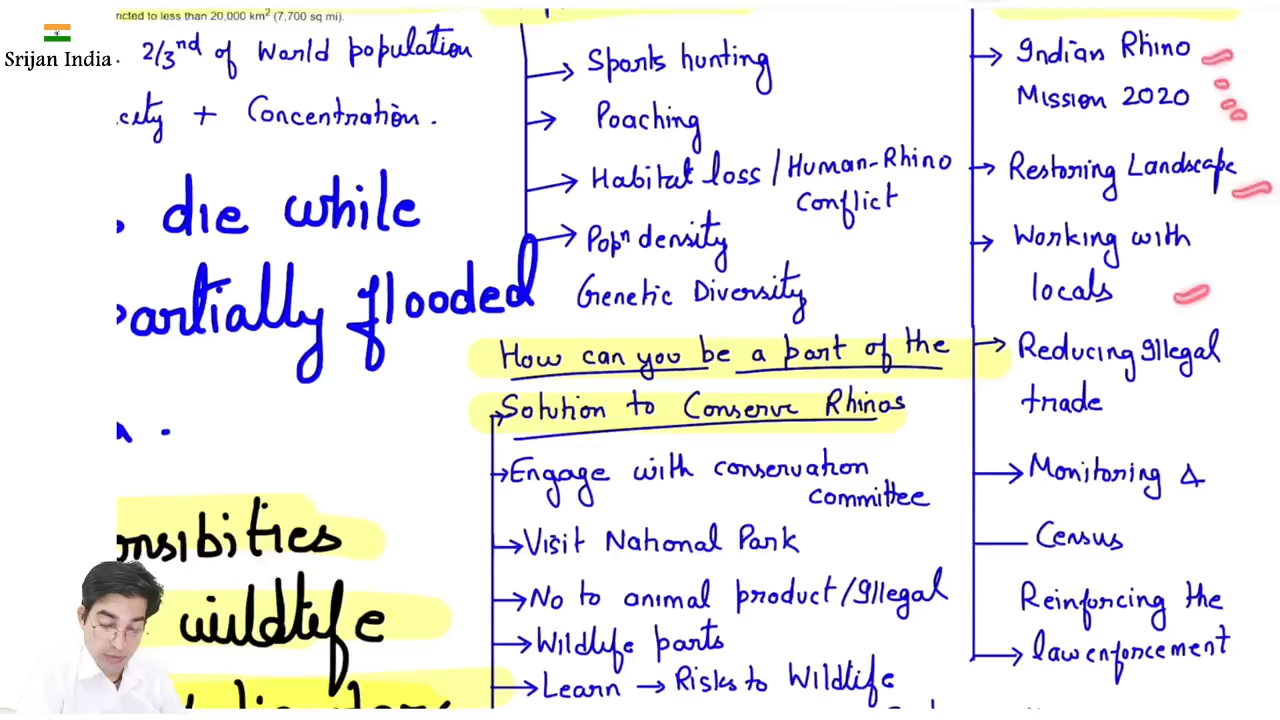 ncted to less than 20,000 km² (7,700 sq mi).
Srijan India
2/3nd of World population
city + Concentration.
die while
partially flooded
onsibities
wildlife
→ Sports hunting
→ Poaching
→ Habitat loss / Human-Rhino
Conflict
→ Popⁿ density
Genetic Diversity
How can you be a part of the
Solution to Conserve Rhinos
→ Engage with conservation
committee
→ Visit National Park
→ No to animal product/Illegal
→ Wildlife parts
→ Learn → Risks to Wildlife
→ Indian Rhino
Mission 2020
→ Restoring Landscape
→ Working with
locals
→ Reducing Illegal
trade
→ Monitoring &
Census
Reinforcing the
→ law enforcement